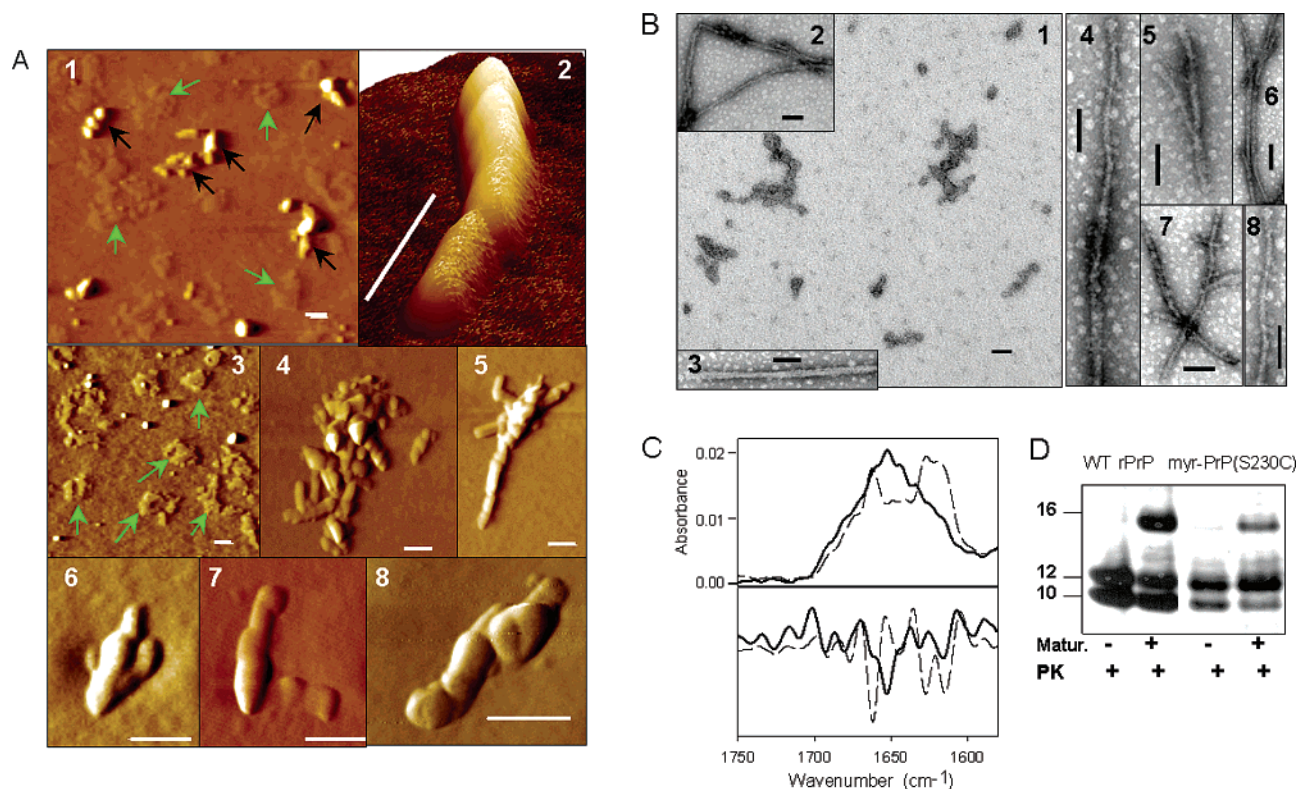 A
1
2
3
4
5
6
7
8
B
2
1
3
4
5
6
7
8
C
0.02
0.01
0.00
Absorbance
1750
1700
1650
1600
Wavenumber (cm-1)
D
WT rPrP myr-PrP(S230C)
16
12
10
Matur. - + - +
PK + + + +